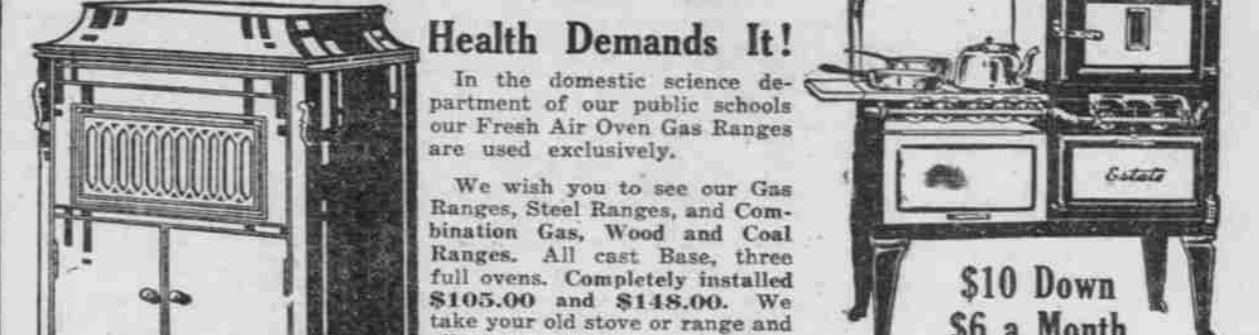 Health Demands It!
In the domestic science de-
partment of our public schools
our Fresh Air Oven Gas Ranges
are used exclusively.
We wish you to see our Gas
Ranges, Steel Ranges, and Com-
bination Gas, Wood and Coal
Ranges. All cast Base, three
full ovens. Completely installed
$105.00 and $148.00. We
take your old stove or range and
Estate
$10 Down
$6 a Month